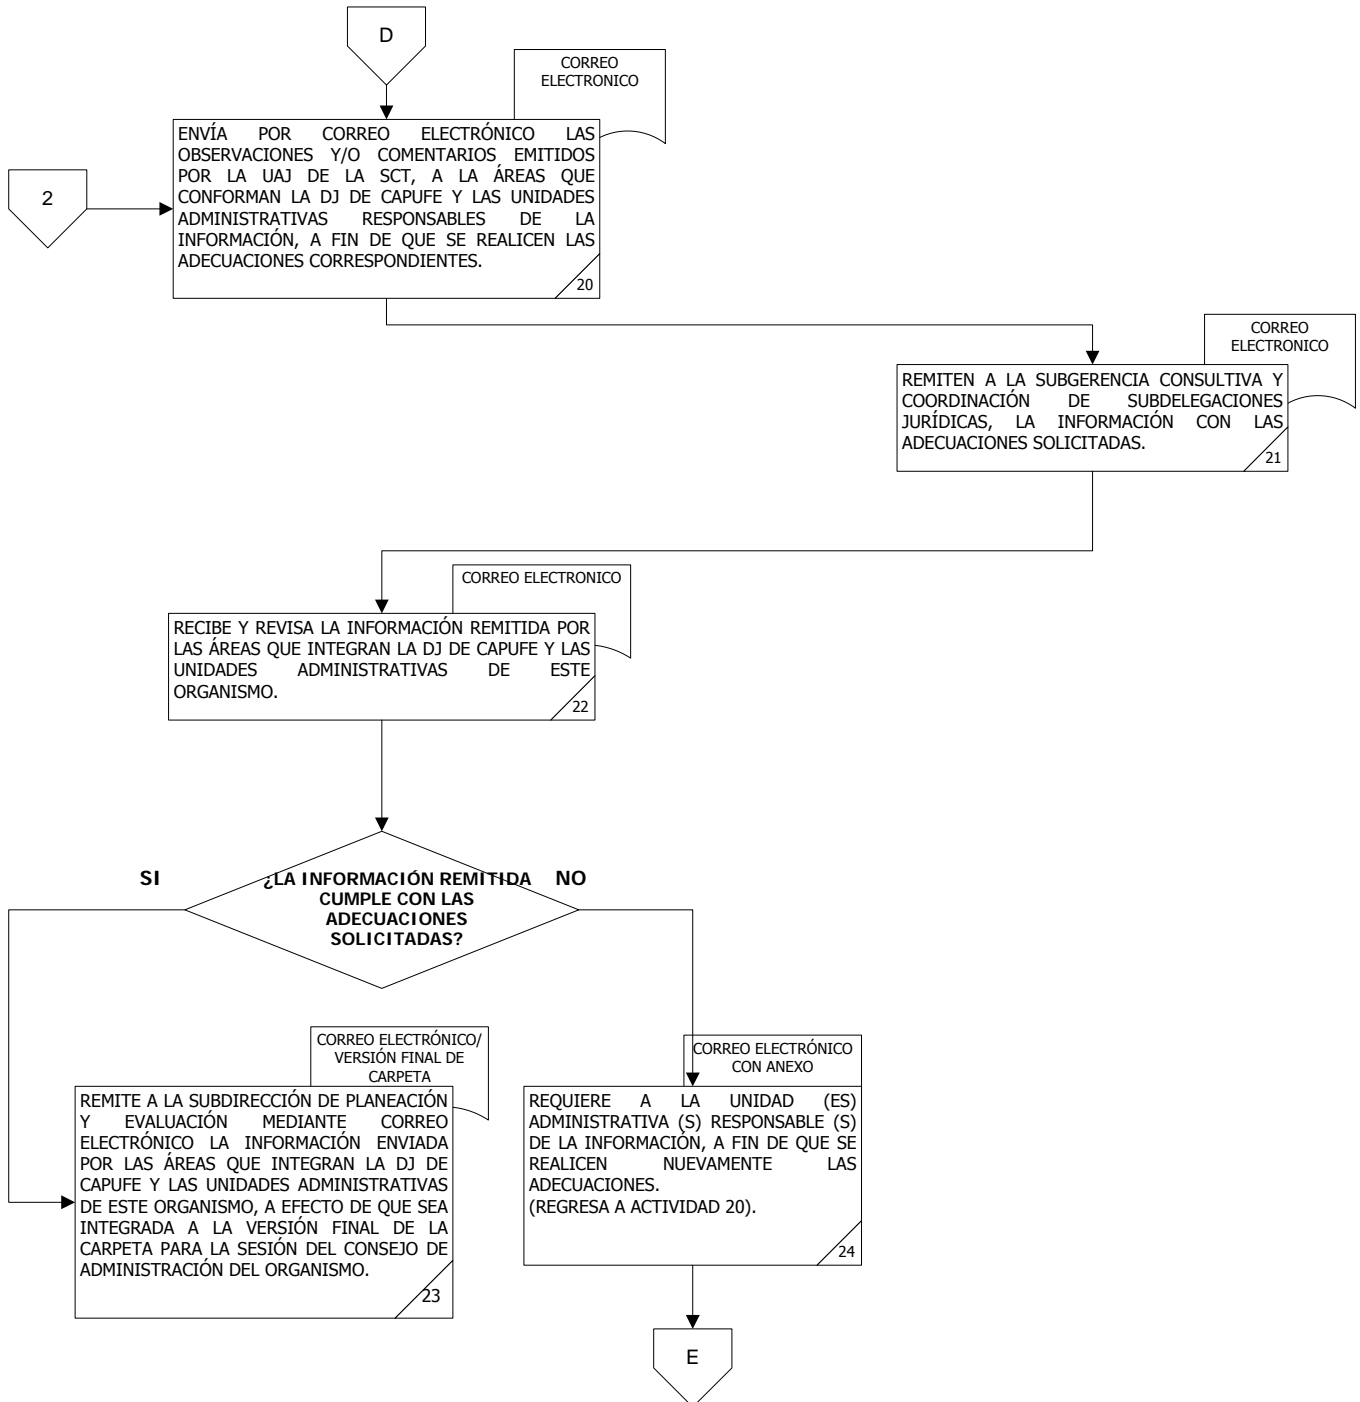 D
CORREO
ELECTRONICO
ENVÍA POR CORREO ELECTRÓNICO LAS
OBSERVACIONES Y/O COMENTARIOS EMITIDOS
POR LA UAJ DE LA SCT, A LA ÁREAS QUE
CONFORMAN LA DJ DE CAPUFE Y LAS UNIDADES
ADMINISTRATIVAS RESPONSABLES DE LA
INFORMACIÓN, A FIN DE QUE SE REALICEN LAS
ADECUACIONES CORRESPONDIENTES.
20
2
CORREO
ELECTRONICO
REMITEN A LA SUBGERENCIA CONSULTIVA Y
COORDINACIÓN DE SUBDELEGACIONES
JURÍDICAS, LA INFORMACIÓN CON LAS
ADECUACIONES SOLICITADAS.
21
CORREO ELECTRONICO
RECIBE Y REVISA LA INFORMACIÓN REMITIDA POR
LAS ÁREAS QUE INTEGRAN LA DJ DE CAPUFE Y LAS
UNIDADES ADMINISTRATIVAS DE ESTE
ORGANISMO.
22
SI
¿LA INFORMACIÓN REMITIDA
CUMPLE CON LAS
ADECUACIONES
SOLICITADAS?
NO
CORREO ELECTRÓNICO/
VERSIÓN FINAL DE
CARPETA
REMITE A LA SUBDIRECCIÓN DE PLANEACIÓN
Y EVALUACIÓN MEDIANTE CORREO
ELECTRÓNICO LA INFORMACIÓN ENVIADA
POR LAS ÁREAS QUE INTEGRAN LA DJ DE
CAPUFE Y LAS UNIDADES ADMINISTRATIVAS
DE ESTE ORGANISMO, A EFECTO DE QUE SEA
INTEGRADA A LA VERSIÓN FINAL DE LA
CARPETA PARA LA SESIÓN DEL CONSEJO DE
ADMINISTRACIÓN DEL ORGANISMO.
23
CORREO ELECTRÓNICO
CON ANEXO
REQUIERE A LA UNIDAD (ES)
ADMINISTRATIVA (S) RESPONSABLE (S)
DE LA INFORMACIÓN, A FIN DE QUE SE
REALICEN NUEVAMENTE LAS
ADECUACIONES.
(REGRESA A ACTIVIDAD 20).
24
E